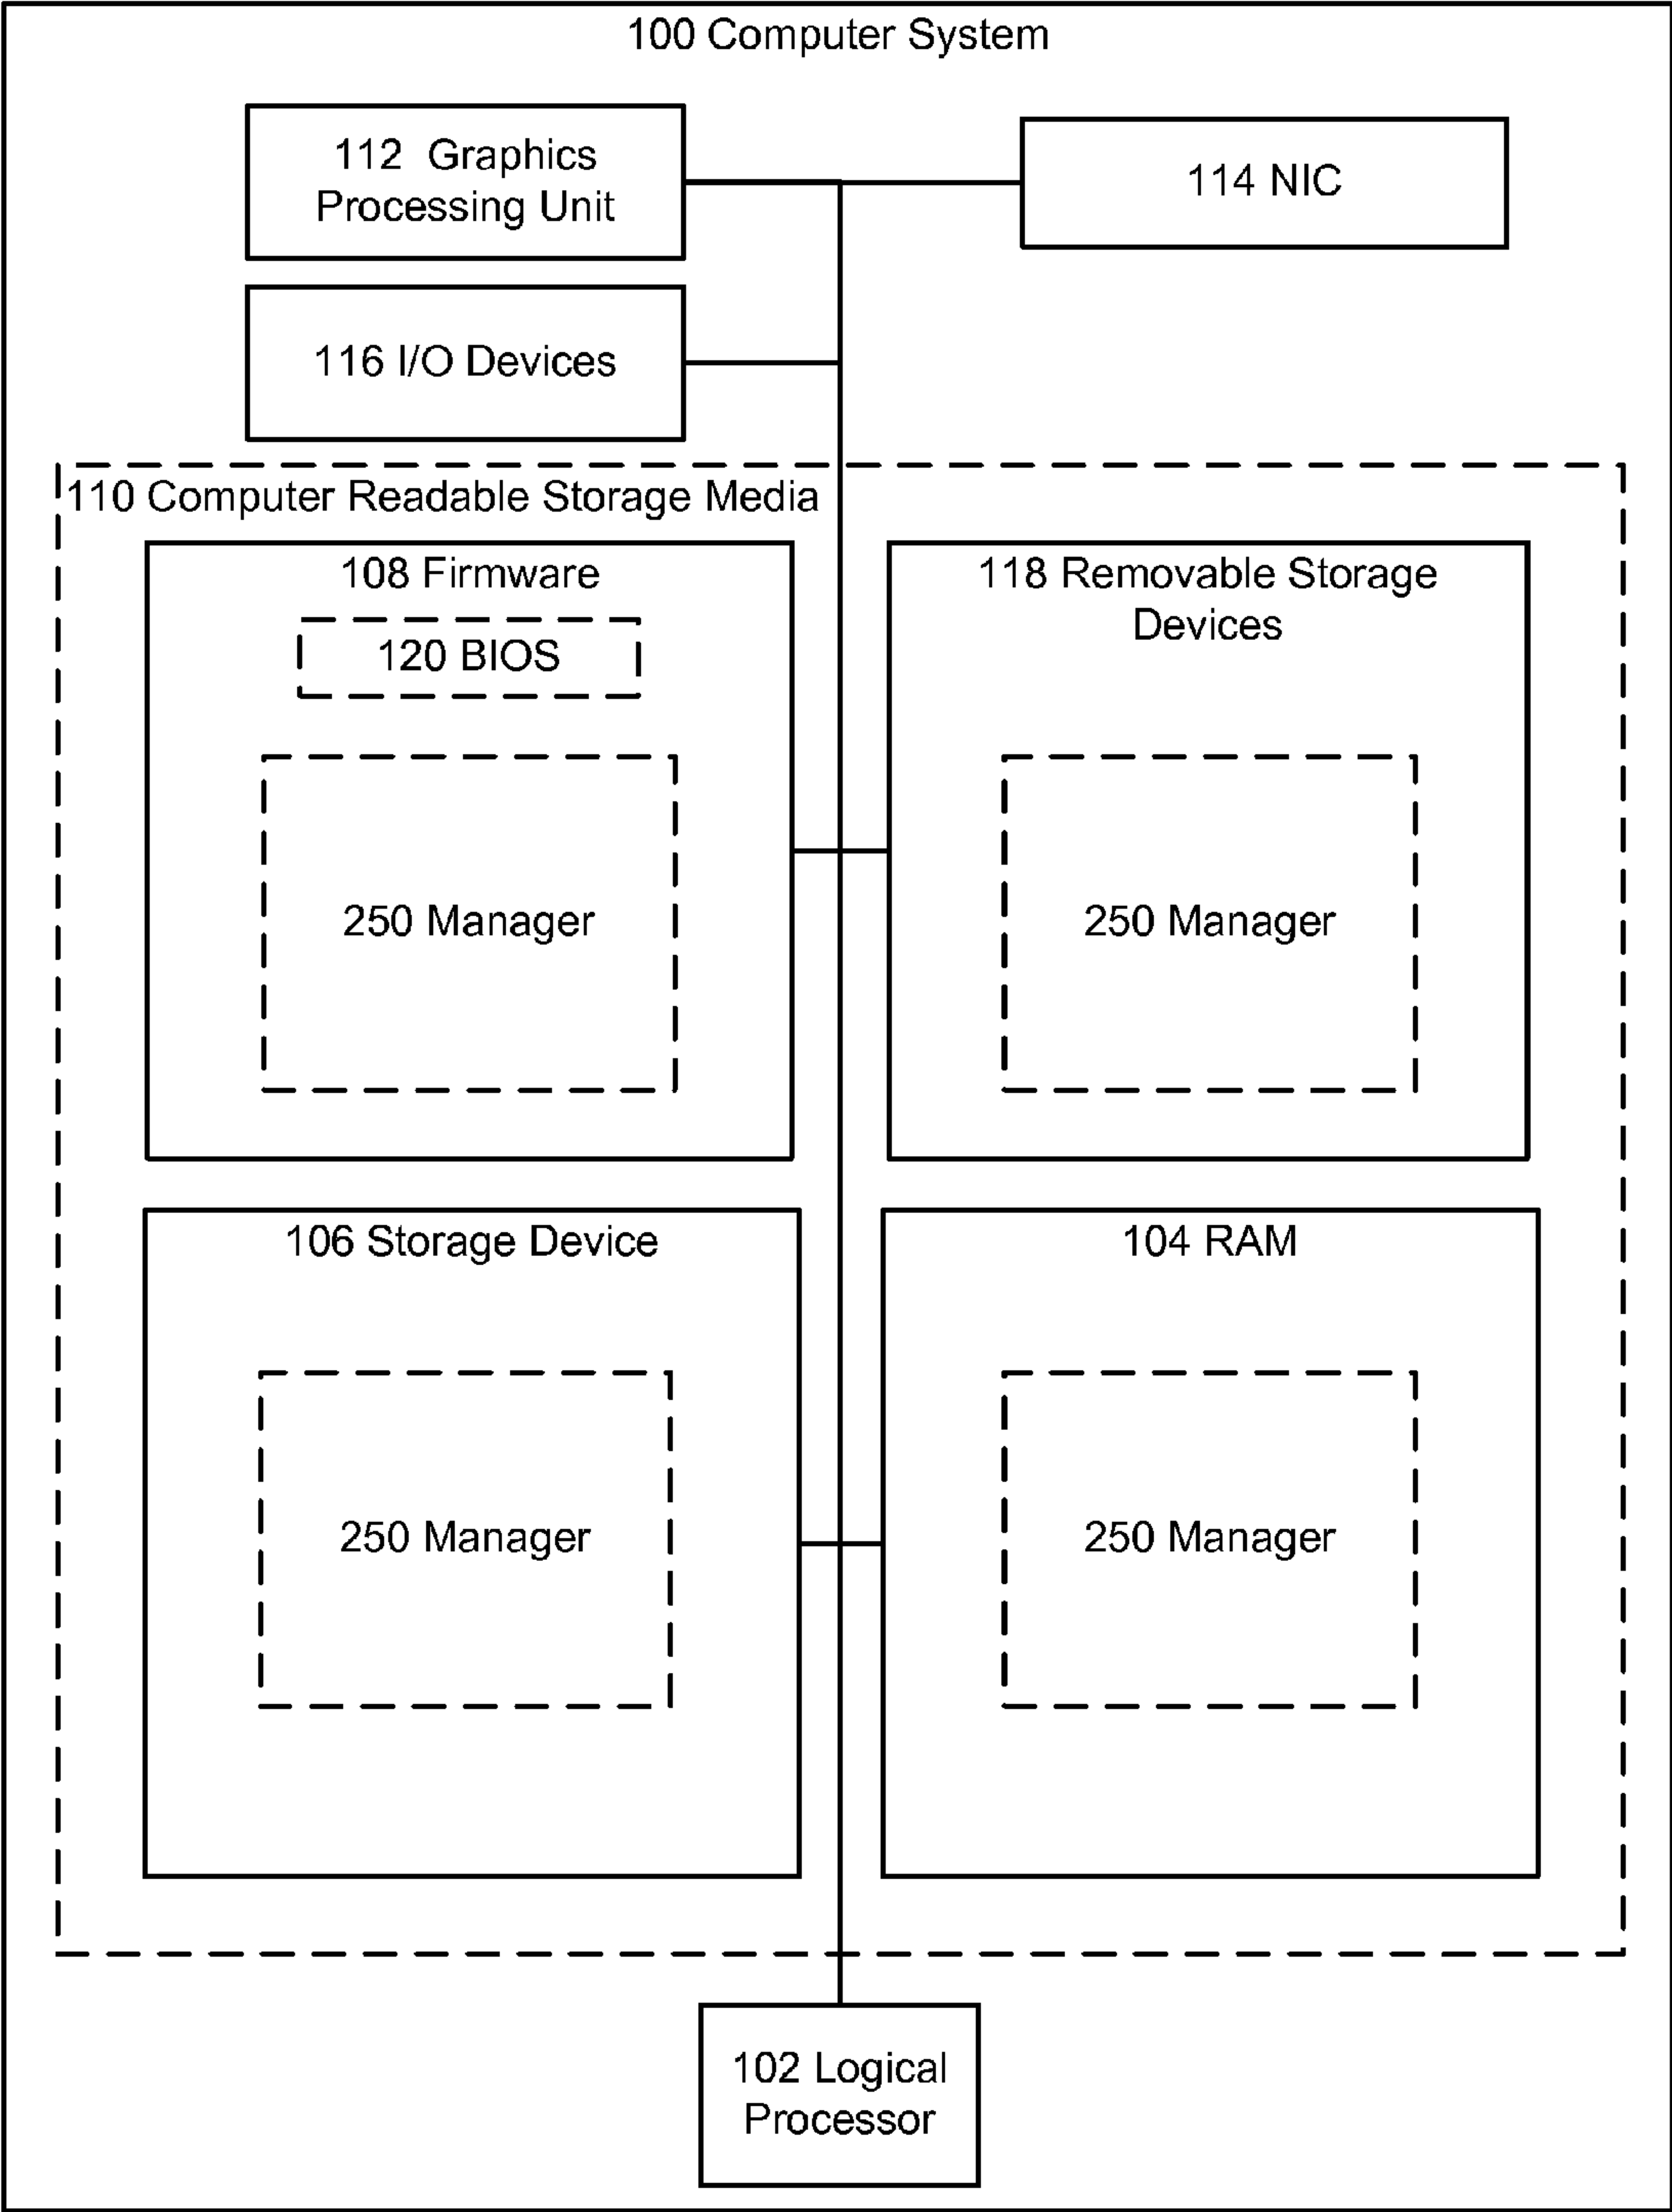 100 Computer System
112 Graphics
Processing Unit
114 NIC
116 I/O Devices
110 Computer Readable Storage Media
108 Firmware
120 BIOS
250 Manager
118 Removable Storage
Devices
250 Manager
106 Storage Device
250 Manager
104 RAM
250 Manager
102 Logical
Processor